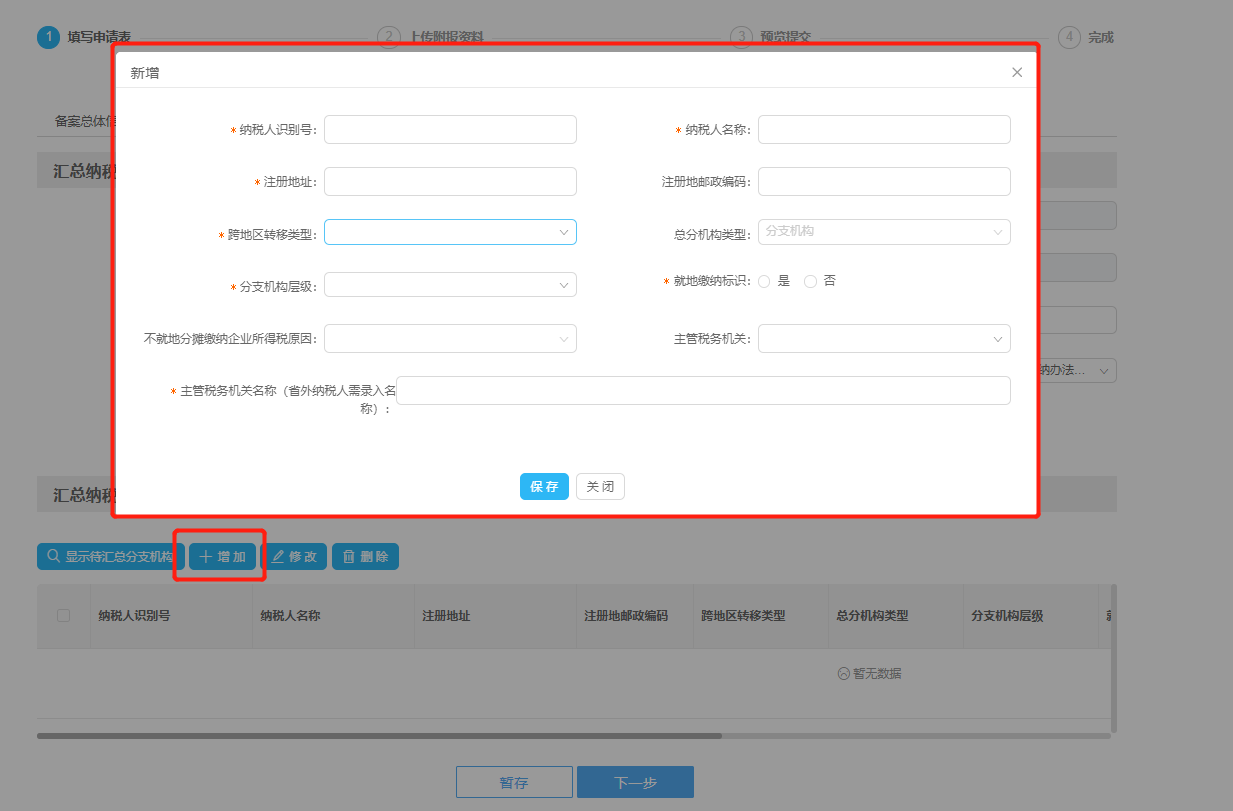 1 填写申请表 2 上传附报资料 3 预览提交 4 完成
新增
备案总体信
* 纳税人识别号: * 纳税人名称:
汇总纳税
* 注册地址: 注册地邮政编码:
* 跨地区转移类型: 总分机构类型: 分支机构
* 分支机构层级: * 就地缴纳标识: 是 否
不就地分摊缴纳企业所得税原因: 主管税务机关:
纳办法...
* 主管税务机关名称（省外纳税人需录入名
称）:
保存 关闭
汇总纳税
显示待汇总分支机构 增加 修改 删除
纳税人识别号 纳税人名称 注册地址 注册地邮政编码 跨地区转移类型 总分机构类型 分支机构层级
暂无数据
暂存 下一步